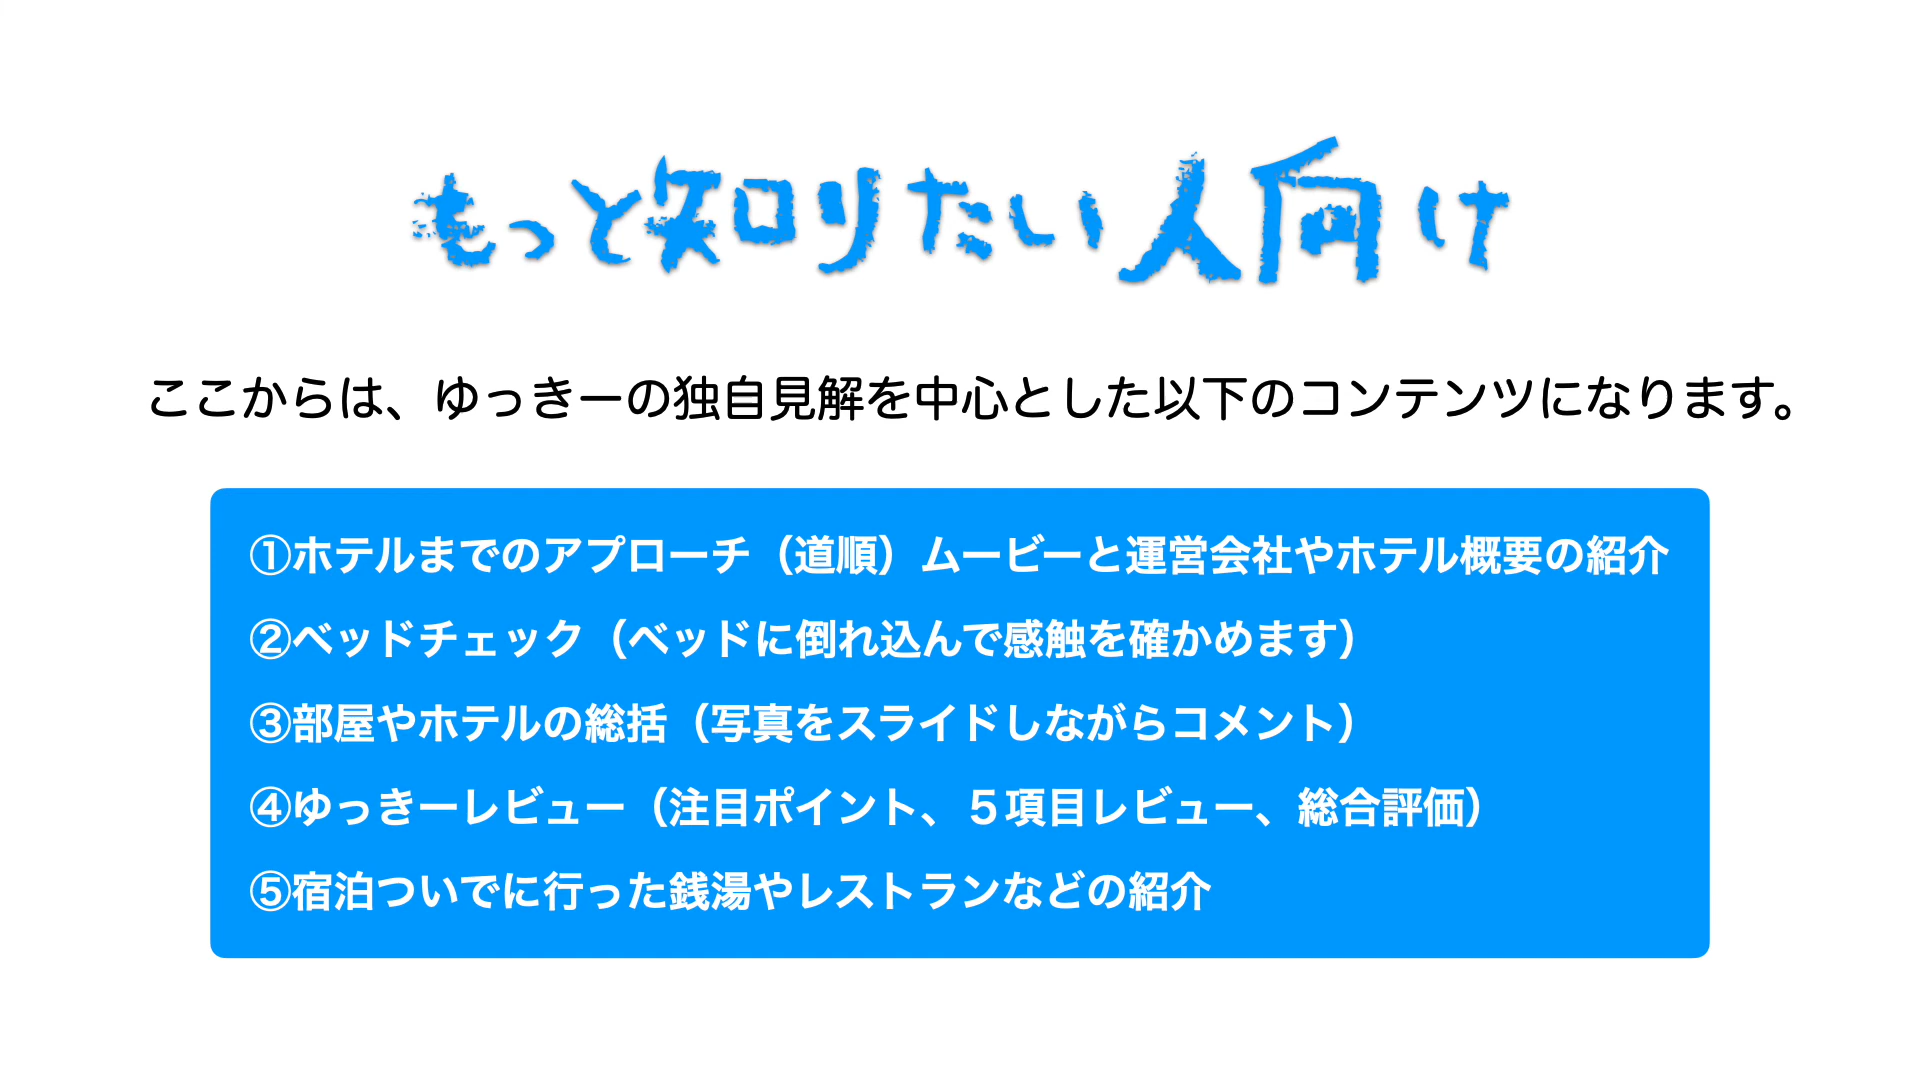 もっと知りたい人向け
ここからは、ゆっきーの独自見解を中心とした以下のコンテンツになります。
①ホテルまでのアプローチ（道順）ムービーと運営会社やホテル概要の紹介
②ベッドチェック（ベッドに倒れ込んで感触を確かめます）
③部屋やホテルの総括（写真をスライドしながらコメント）
④ゆっきーレビュー（注目ポイント、５項目レビュー、総合評価）
⑤宿泊ついでに行った銭湯やレストランなどの紹介